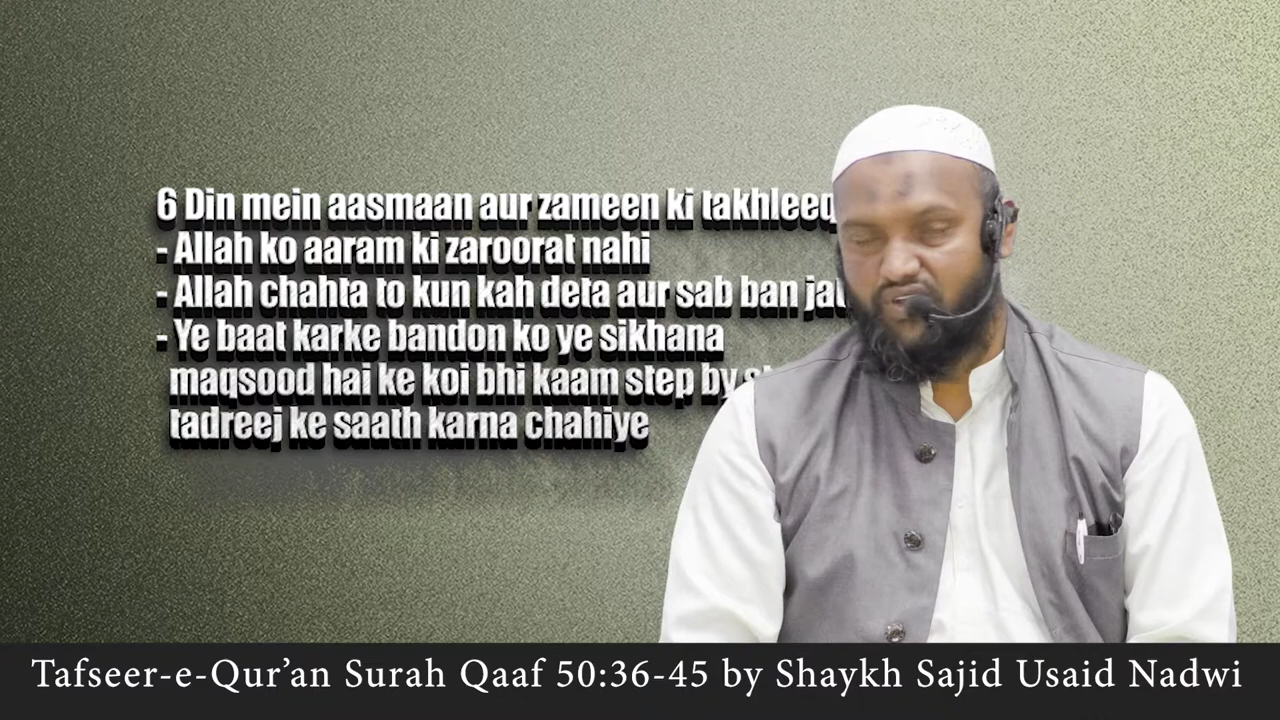 6 Din mein aasmaan aur zameen ki takhleeq
- Allah ko aaram ki zaroorat nahi
- Allah chahta to kun kah deta aur sab ban
- Ye baat karke bandon ko ye sikhana
maqsood hai ke koi bhi kaam step by
tadreej ke saath karna chahiye
Tafseer-e-Qur’an Surah Qaaf 50:36-45 by Shaykh Sajid Usaid Nadwi